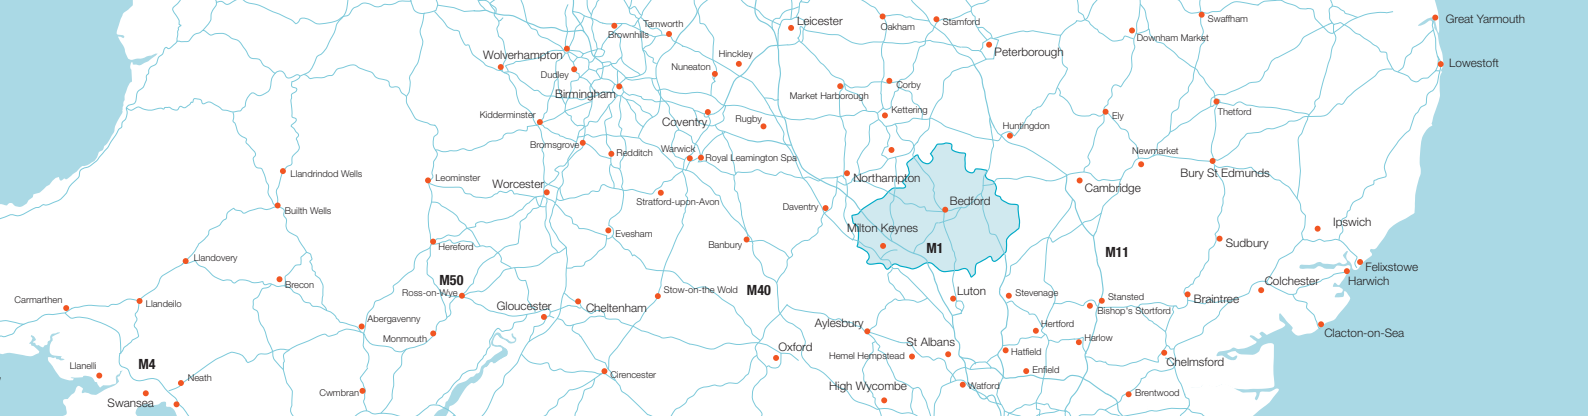 Tamworth
Leicester
Oakham
Stamford
Swaffham
Great Yarmouth
Brownhills
Downham Market
Wolverhampton
Hinckley
Peterborough
Nuneaton
Lowestoft
Dudley
Birmingham
Market Harborough
Corby
Kidderminster
Coventry
Rugby
Kettering
Ely
Thetford
Huntingdon
Bromsgrove
Redditch
Warwick
Royal Leamington Spa
Newmarket
Llandrindod Wells
Leominster
Worcester
Northampton
Cambridge
Bury St Edmunds
Stratford-upon-Avon
Bedford
Builth Wells
Daventry
Milton Keynes
Ipswich
Evesham
Hereford
Banbury
M1
M11
Sudbury
Llandovery
Felixstowe
Brecon
M50
Ross-on-Wye
Stow-on-the Wold
M40
Luton
Stevenage
Stansted
Colchester
Harwich
Carmarthen
Llandeilo
Gloucester
Cheltenham
Bishop's Stortford
Braintree
Abergavenny
Aylesbury
Hertford
Clacton-on-Sea
Monmouth
St Albans
Harlow
Oxford
Hemel Hempstead
Hatfield
Chelmsford
M4
Llanelli
Neath
Cirencester
Enfield
High Wycombe
Watford
Cwmbran
Brentwood
Swansea